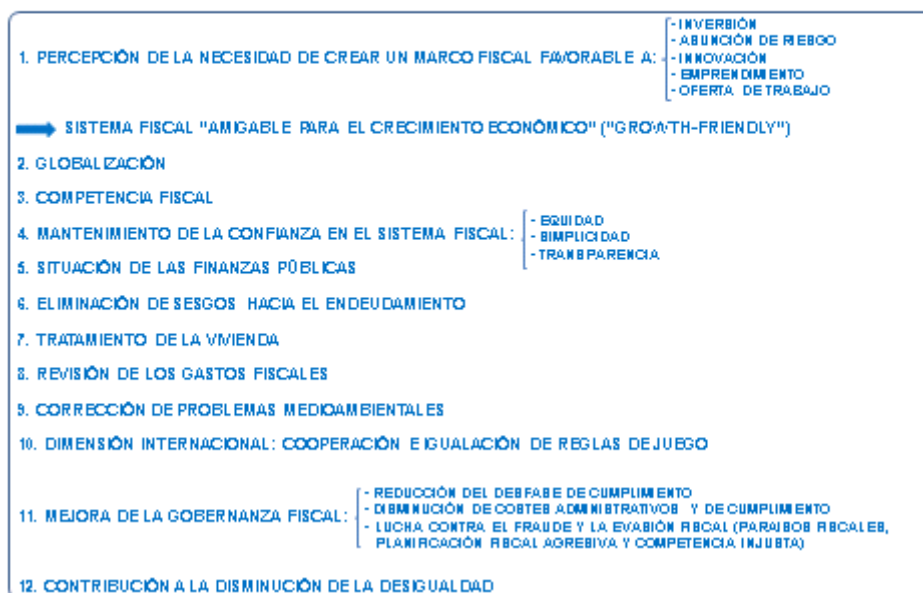 1. PERCEPCIÓN DE LA NECESIDAD DE CREAR UN MARCO FISCAL FAVORABLE A:
- INVERSIÓN
- ASUNCIÓN DE RIESGO
- INNOVACIÓN
- EMPRENDIMIENTO
- OFERTA DE TRABAJO
SISTEMA FISCAL "AMIGABLE PARA EL CRECIMIENTO ECONÓMICO" ("GROWTH-FRIENDLY")
2. GLOBALIZACIÓN
3. COMPETENCIA FISCAL
4. MANTENIMIENTO DE LA CONFIANZA EN EL SISTEMA FISCAL:
- EQUIDAD
- SIMPLICIDAD
- TRANSPARENCIA
5. SITUACIÓN DE LAS FINANZAS PÚBLICAS
6. ELIMINACIÓN DE SESGOS HACIA EL ENDEUDAMIENTO
7. TRATAMIENTO DE LA VIVIENDA
8. REVISIÓN DE LOS GASTOS FISCALES
9. CORRECCIÓN DE PROBLEMAS MEDIOAMBIENTALES
10. DIMENSIÓN INTERNACIONAL: COOPERACIÓN E IGUALACIÓN DE REGLAS DE JUEGO
11. MEJORA DE LA GOBERNANZA FISCAL:
- REDUCCIÓN DEL DESFASE DE CUMPLIMIENTO
- DISMINUCIÓN DE COSTES ADMINISTRATIVOS Y DE CUMPLIMIENTO
- LUCHA CONTRA EL FRAUDE Y LA EVASIÓN FISCAL (PARAISOS FISCALES,
PLANIFICACIÓN FISCAL AGRESIVA Y COMPETENCIA INJUSTA)
12. CONTRIBUCIÓN A LA DISMINUCIÓN DE LA DESIGUALDAD